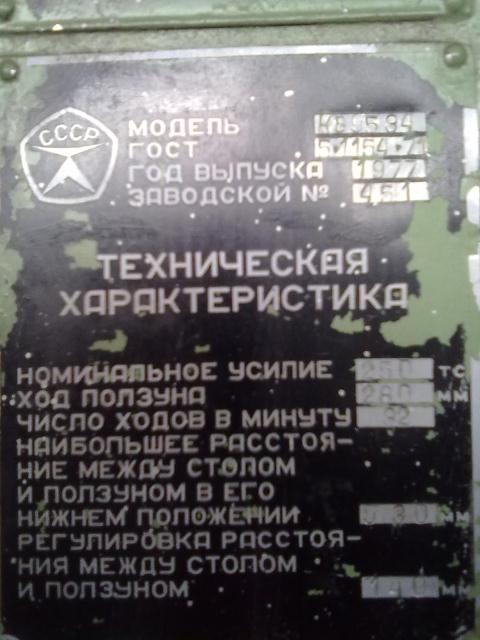 СССР
МОДЕЛЬ
ГОСТ
ГОД ВЫПУСКА 1977
ЗАВОДСКОЙ № 451
ТЕХНИЧЕСКАЯ
ХАРАКТЕРИСТИКА
НОМИНАЛЬНОЕ УСИЛИЕ 250 ТС
ХОД ПОЛЗУНА 280 ММ
ЧИСЛО ХОДОВ В МИНУТУ
НАИБОЛЬШЕЕ РАССТОЯ-
НИЕ МЕЖДУ СТОЛОМ
И ПОЛЗУНОМ В ЕГО
НИЖНЕМ ПОЛОЖЕНИИ ММ
РЕГУЛИРОВКА РАССТОЯ-
НИЯ МЕЖДУ СТОЛОМ
И ПОЛЗУНОМ 140 ММ